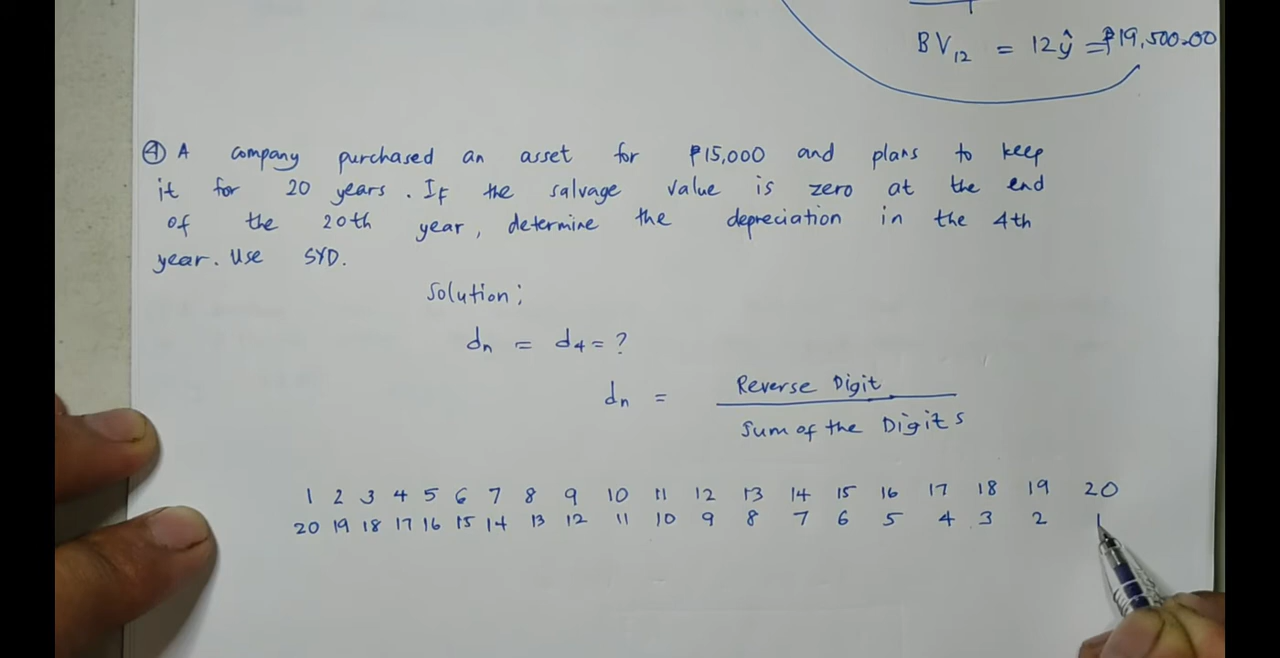 BV12 = 12ŷ = ₱19,500.00
④ A company purchased an asset for ₱15,000 and plans to keep
it for 20 years. If the salvage value is zero at the end
of the 20th year, determine the depreciation in the 4th
year. Use SYD.
Solution:
dn = d4 = ?
dn = Reverse Digit
Sum of the Digits
1 2 3 4 5 6 7 8 9 10 11 12 13 14 15 16 17 18 19 20
20 19 18 17 16 15 14 13 12 11 10 9 8 7 6 5 4 3 2 1